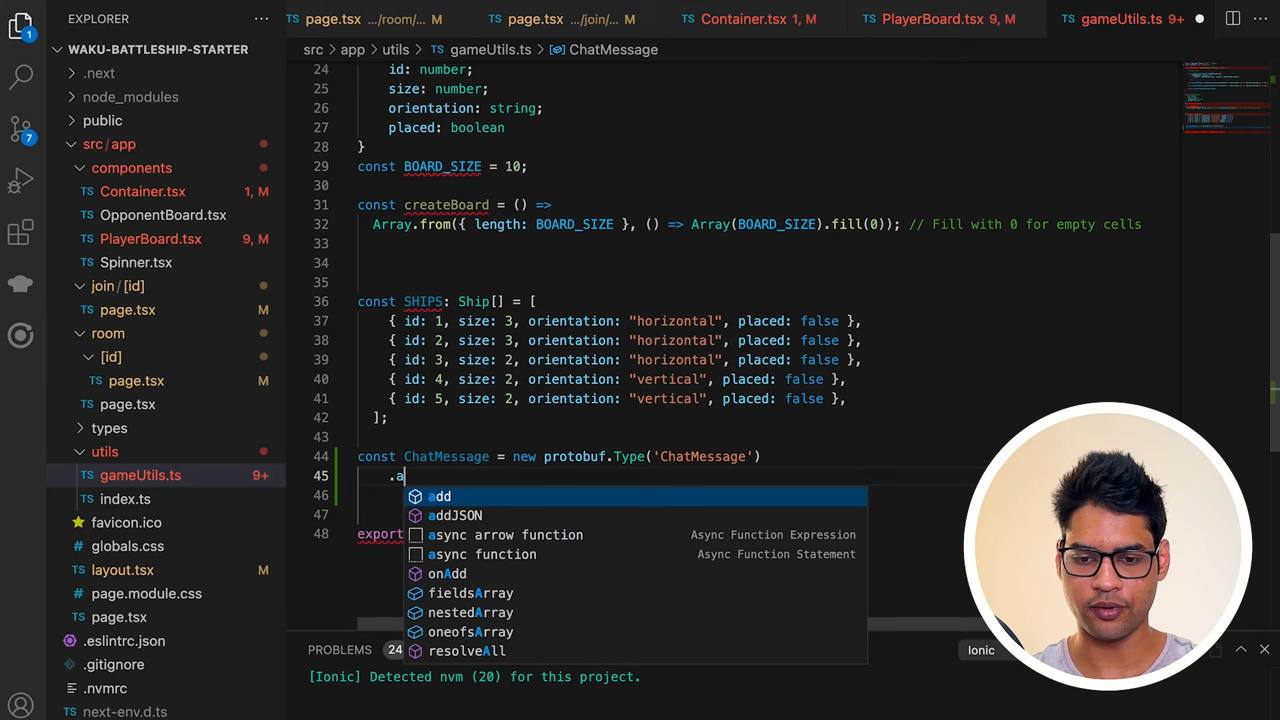 1
7
EXPLORER
WAKU-BATTLESHIP-STARTER
.next
node_modules
public
src/app
components
TS Container.tsx 1, M
TS OpponentBoard.tsx
TS PlayerBoard.tsx 9, M
TS Spinner.tsx
join/[id]
TS page.tsx M
room
[id]
TS page.tsx M
TS page.tsx
types
utils
TS gameUtils.ts 9+
TS index.ts
favicon.ico
globals.css
TS layout.tsx M
page.module.css
TS page.tsx
.eslintrc.json
.gitignore
.nvmrc
TS next-env.d.ts
page.tsx .../room/... M
TS page.tsx .../join/... M
TS Container.tsx 1, M
TS PlayerBoard.tsx 9, M
TS gameUtils.ts 9+
src > app > utils > TS gameUtils.ts > ChatMessage
24 id: number;
25 size: number;
26 orientation: string;
27 placed: boolean
28 }
29 const BOARD_SIZE = 10;
30
31 const createBoard = () =>
32 Array.from({ length: BOARD_SIZE }, () => Array(BOARD_SIZE).fill(0)); // Fill with 0 for empty cells
33
34
35
36 const SHIPS: Ship[] = [
37 { id: 1, size: 3, orientation: "horizontal", placed: false },
38 { id: 2, size: 3, orientation: "horizontal", placed: false },
39 { id: 3, size: 2, orientation: "horizontal", placed: false },
40 { id: 4, size: 2, orientation: "vertical", placed: false },
41 { id: 5, size: 2, orientation: "vertical", placed: false },
42 ];
43
44 const ChatMessage = new protobuf.Type('ChatMessage')
45 .a
46
47
48 export
add
addJSON
async arrow function Async Function Expression
async function Async Function Statement
onAdd
fieldsArray
nestedArray
oneofsArray
resolveAll
PROBLEMS 24
Ionic
[Ionic] Detected nvm (20) for this project.